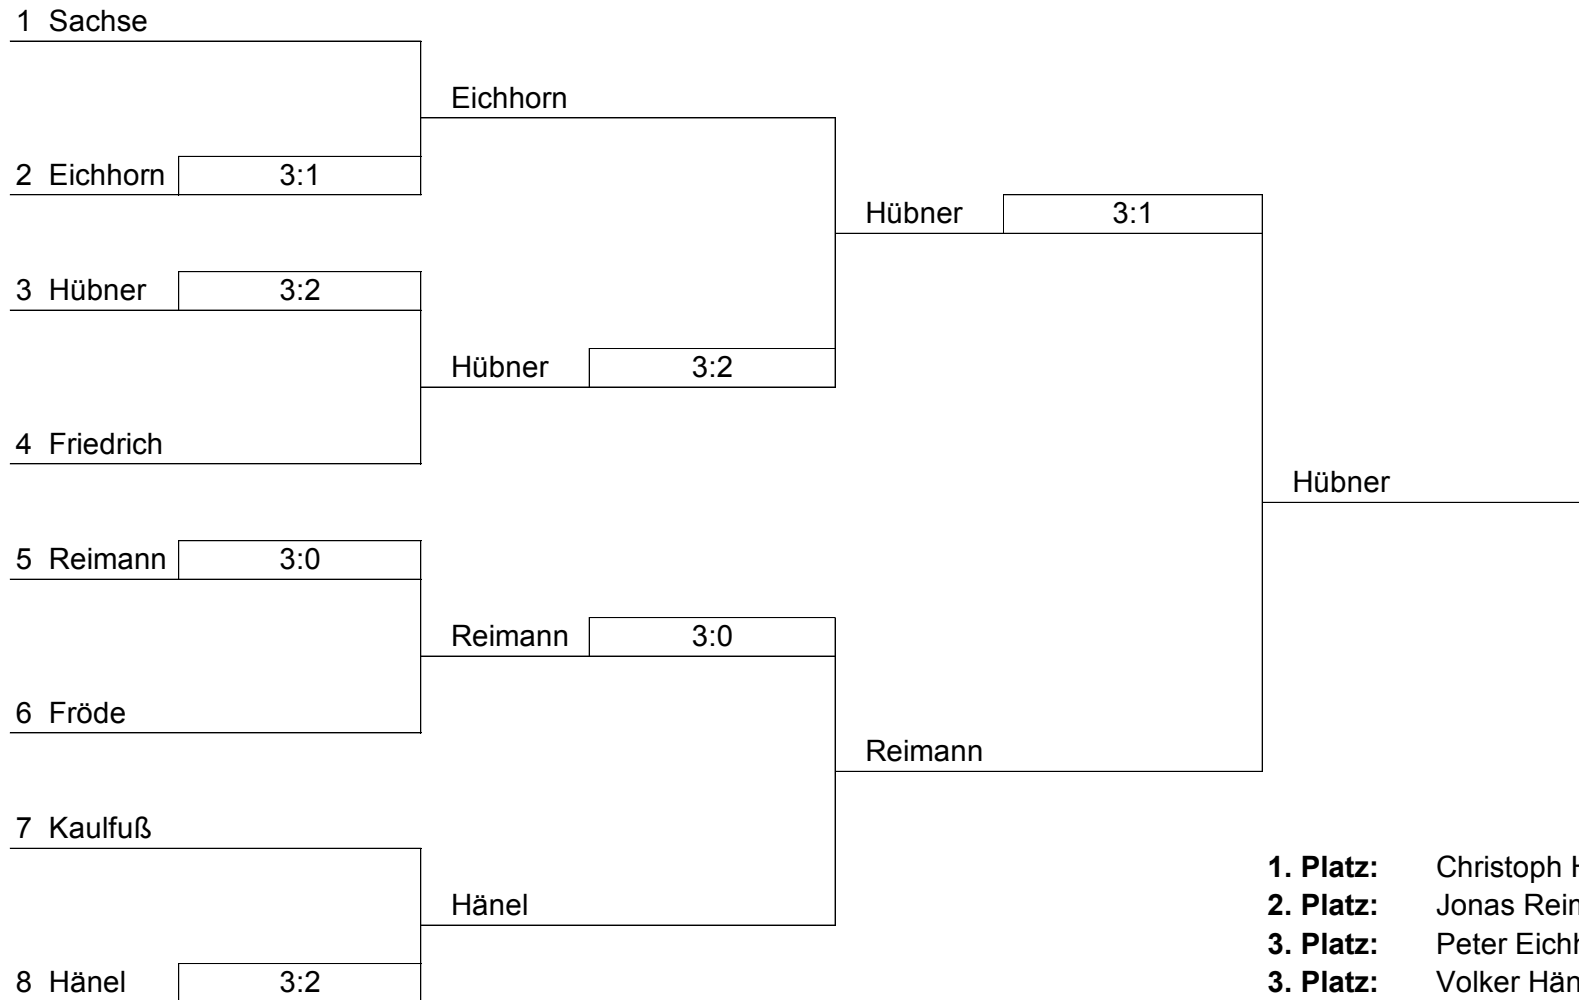 1 Sachse
Eichhorn
2 Eichhorn 3:1
Hübner 3:1
3 Hübner 3:2
Hübner 3:2
4 Friedrich
Hübner
5 Reimann 3:0
Reimann 3:0
6 Fröde
Reimann
7 Kaulfuß
1. Platz: Christoph
Hänel
2. Platz: Jonas
3. Platz: Peter
8 Hänel 3:2
3. Platz: Volker